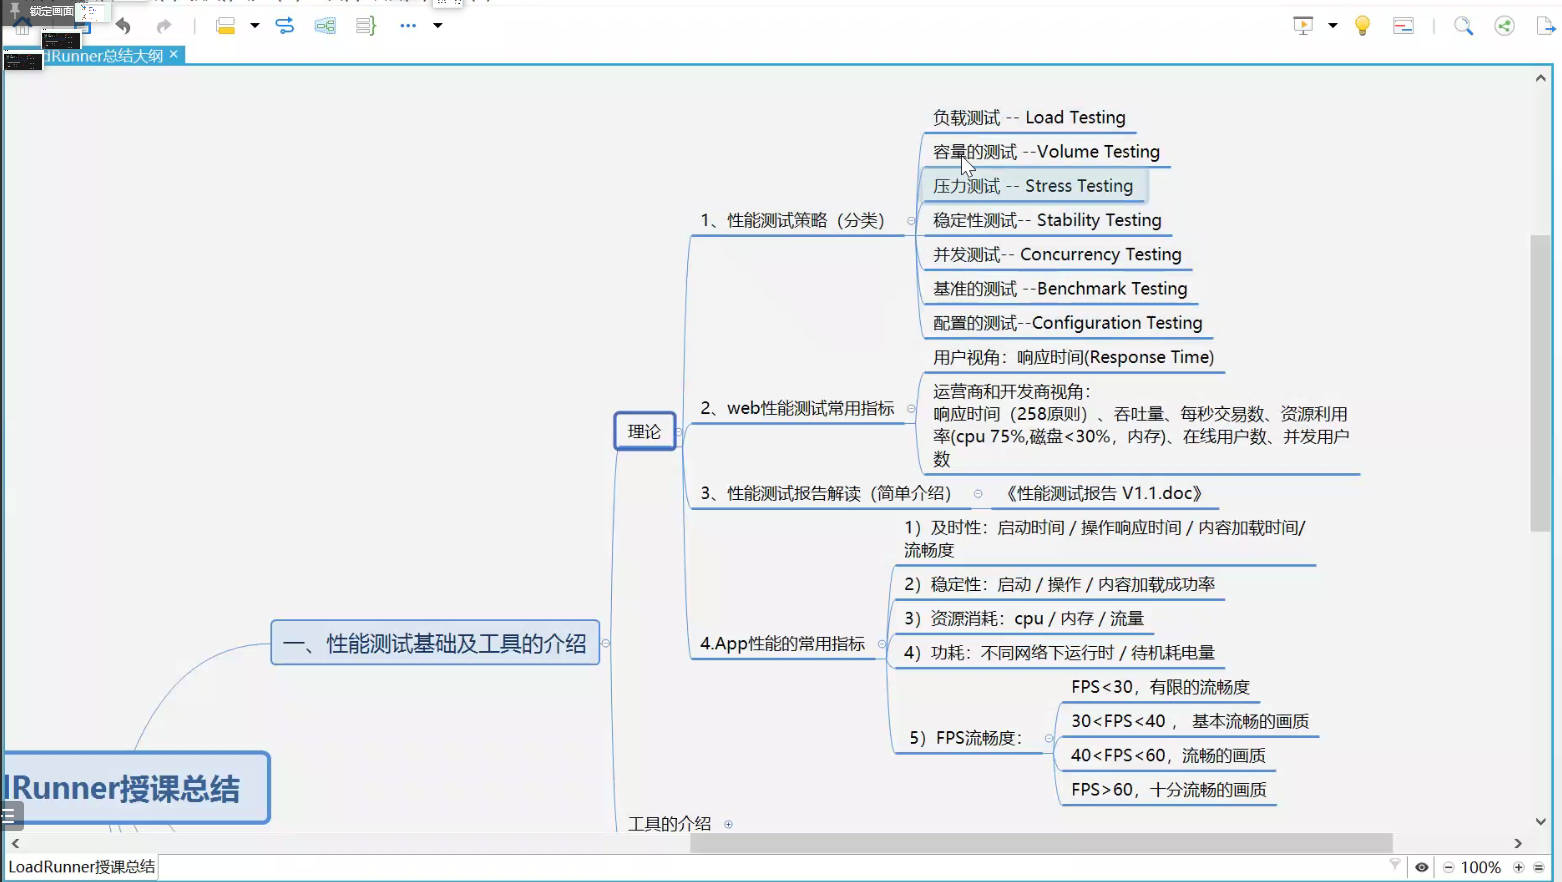 锁定画面
dRunner总结大纲
负载测试 -- Load Testing
容量的测试 --Volume Testing
压力测试 -- Stress Testing
1、性能测试策略（分类）
稳定性测试-- Stability Testing
并发测试-- Concurrency Testing
基准的测试 --Benchmark Testing
配置的测试--Configuration Testing
用户视角：响应时间(Response Time)
2、web性能测试常用指标
运营商和开发商视角：
响应时间（258原则）、吞吐量、每秒交易数、资源利用
率(cpu 75%,磁盘<30%，内存)、在线用户数、并发用户
数
理论
3、性能测试报告解读（简单介绍）
《性能测试报告 V1.1.doc》
1）及时性：启动时间 / 操作响应时间 / 内容加载时间/
流畅度
2）稳定性：启动 / 操作 / 内容加载成功率
3）资源消耗：cpu / 内存 / 流量
一、性能测试基础及工具的介绍
4.App性能的常用指标
4）功耗：不同网络下运行时 / 待机耗电量
FPS<30，有限的流畅度
30<FPS<40， 基本流畅的画质
5）FPS流畅度：
40<FPS<60，流畅的画质
FPS>60，十分流畅的画质
dRunner授课总结
工具的介绍
LoadRunner授课总结
100%